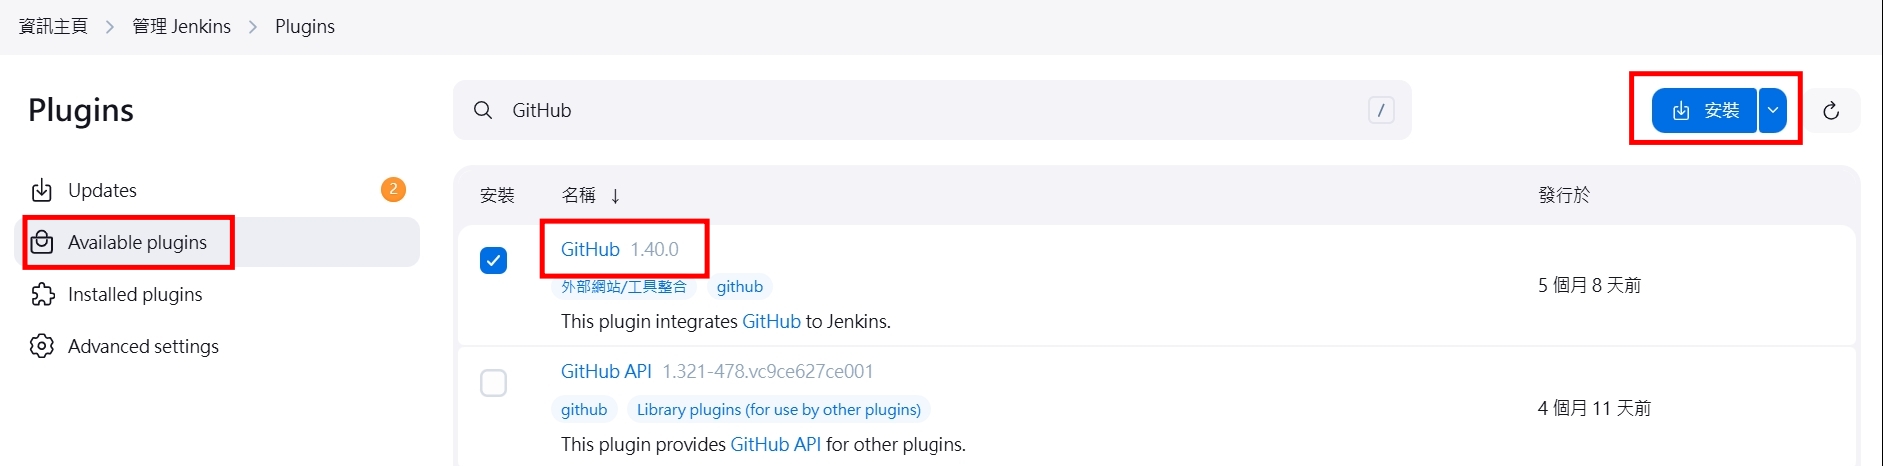 資訊主頁 > 管理 Jenkins > Plugins
Plugins
GitHub /
安裝
Updates 2
Available plugins
Installed plugins
Advanced settings
安裝 名稱 ↓ 發行於
GitHub 1.40.0
外部網站/工具整合 github
5 個月 8 天前
This plugin integrates GitHub to Jenkins.
GitHub API 1.321-478.vc9ce627ce001
github Library plugins (for use by other plugins)
4 個月 11 天前
This plugin provides GitHub API for other plugins.